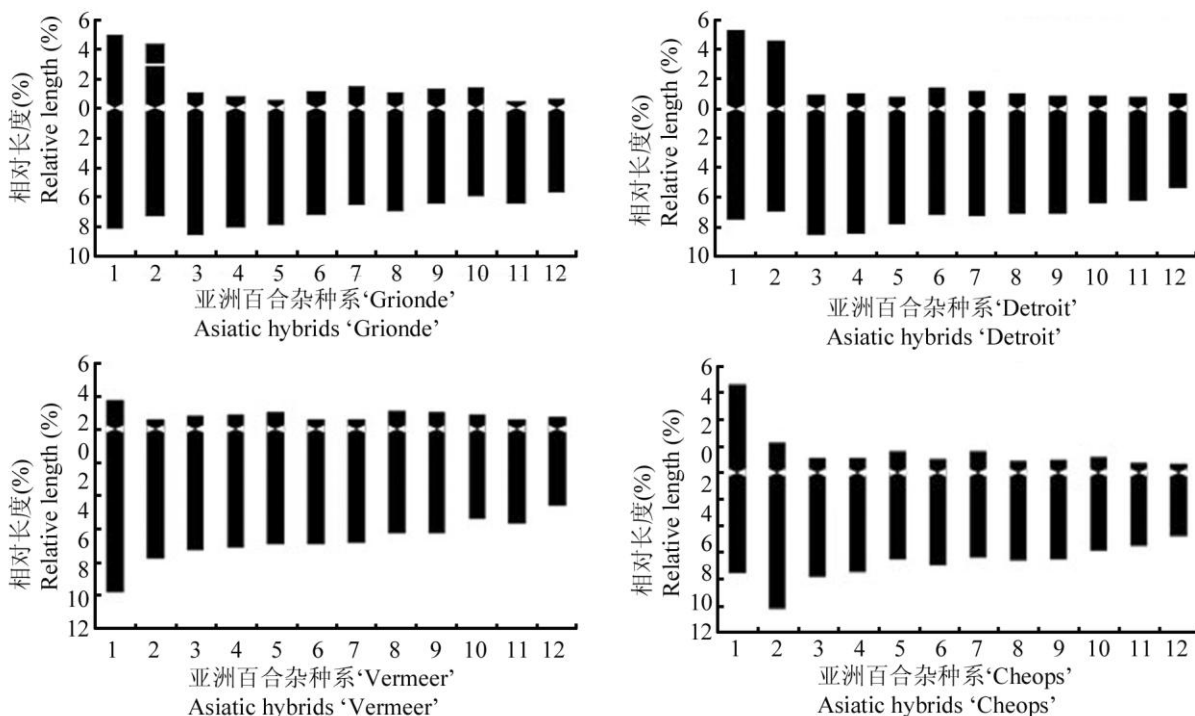 相对长度(%)
Relative length (%)
6
4
2
0
2
4
6
8
10
1 2 3 4 5 6 7 8 9 10 11 12
亚洲百合杂种系‘Grionde’
Asiatic hybrids ‘Grionde’
相对长度(%)
Relative length (%)
6
4
2
0
2
4
6
8
10
1 2 3 4 5 6 7 8 9 10 11 12
亚洲百合杂种系‘Detroit’
Asiatic hybrids ‘Detroit’
相对长度(%)
Relative length (%)
6
4
2
0
2
4
6
8
10
12
1 2 3 4 5 6 7 8 9 10 11 12
亚洲百合杂种系‘Vermeer’
Asiatic hybrids ‘Vermeer’
相对长度(%)
Relative length (%)
6
4
2
0
2
4
6
8
10
12
1 2 3 4 5 6 7 8 9 10 11 12
亚洲百合杂种系‘Cheops’
Asiatic hybrids ‘Cheops’